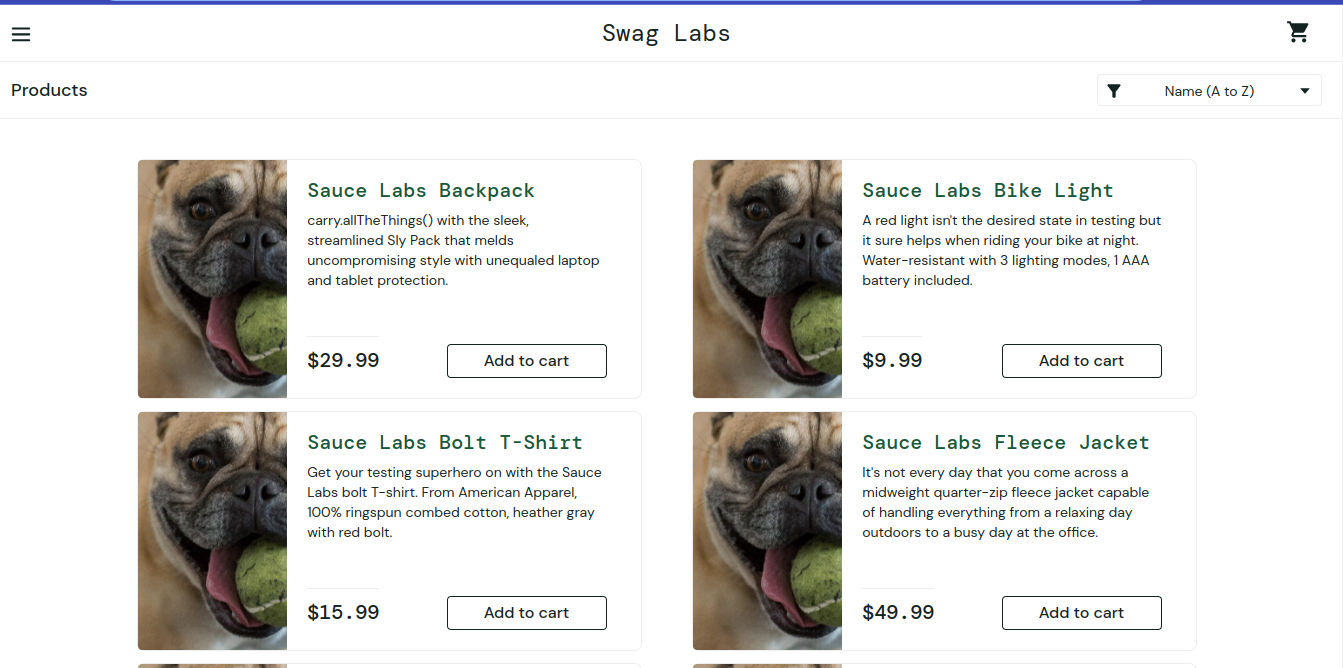 Swag Labs
Products
Name (A to Z)
Sauce Labs Backpack
carry.allTheThings() with the sleek,
streamlined Sly Pack that melds
uncompromising style with unequaled laptop
and tablet protection.
$29.99
Add to cart
Sauce Labs Bike Light
A red light isn't the desired state in testing but
it sure helps when riding your bike at night.
Water-resistant with 3 lighting modes, 1 AAA
battery included.
$9.99
Add to cart
Sauce Labs Bolt T-Shirt
Get your testing superhero on with the Sauce
Labs bolt T-shirt. From American Apparel,
100% ringspun combed cotton, heather gray
with red bolt.
$15.99
Add to cart
Sauce Labs Fleece Jacket
It's not every day that you come across a
midweight quarter-zip fleece jacket capable
of handling everything from a relaxing day
outdoors to a busy day at the office.
$49.99
Add to cart